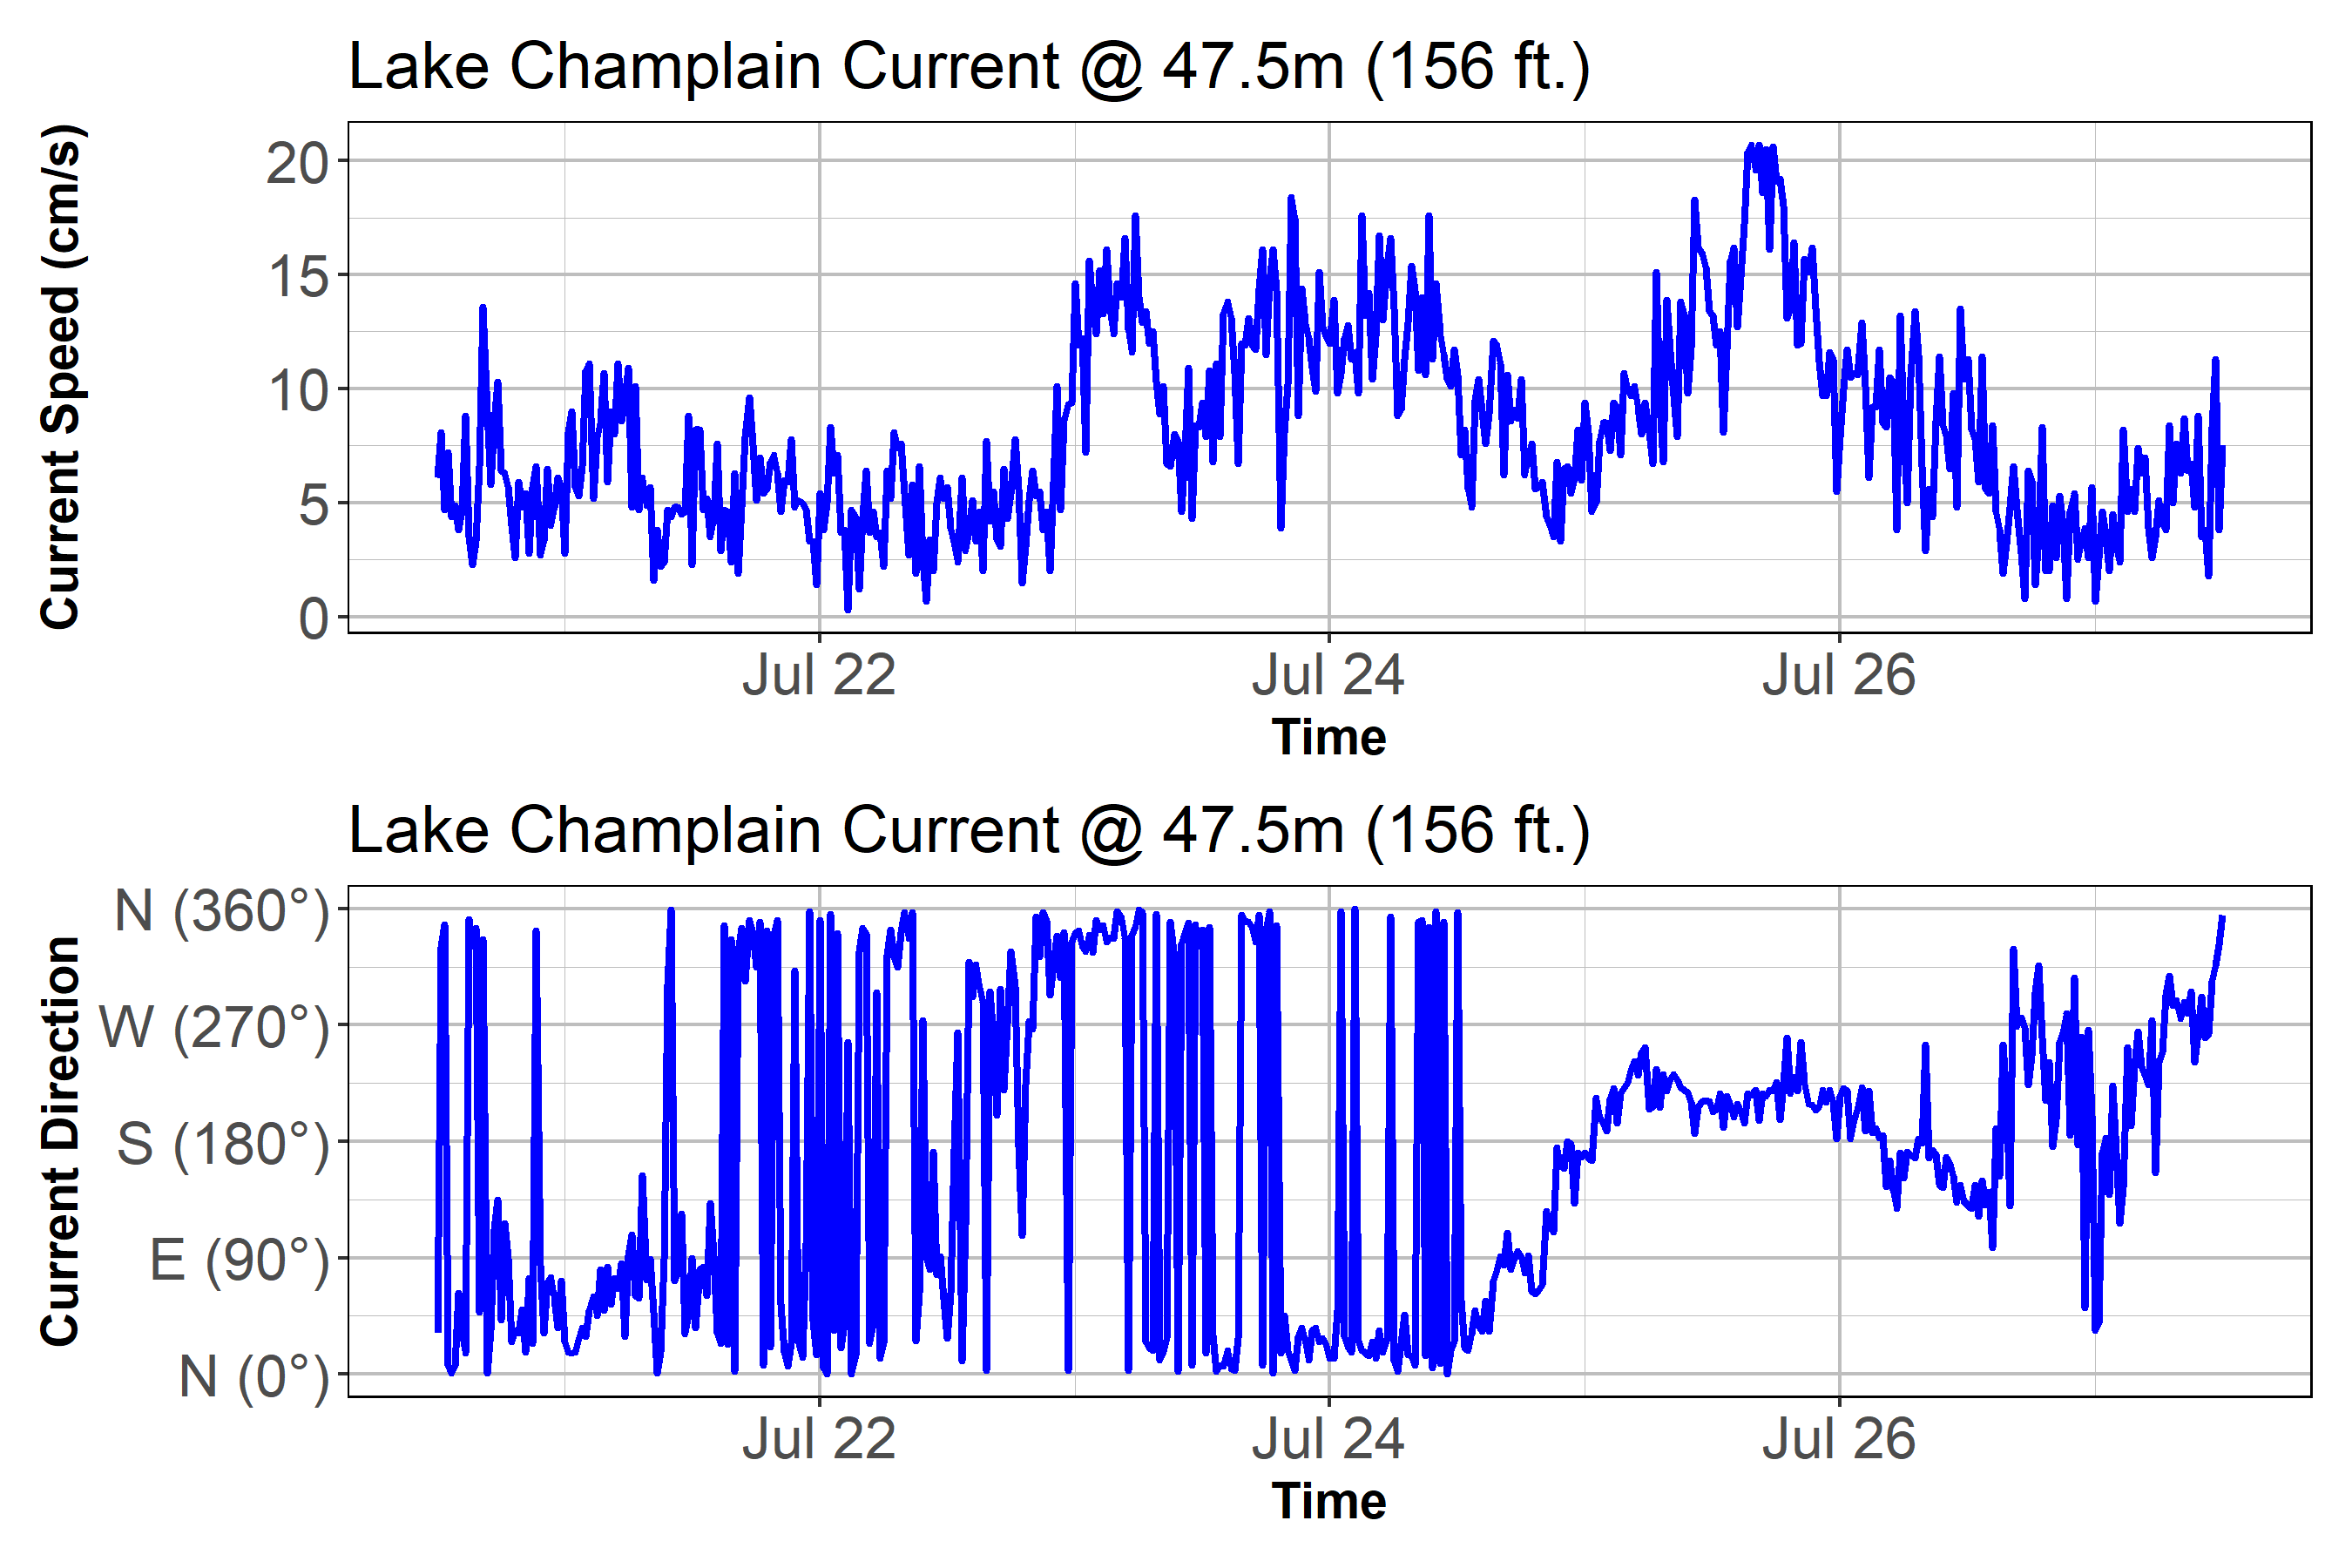 Lake Champlain Current @ 47.5m (156 ft.)
Current Speed (cm/s)
20
15
10
5
0
Jul 22
Jul 24
Jul 26
Time
Lake Champlain Current @ 47.5m (156 ft.)
Current Direction
N (360°)
W (270°)
S (180°)
E (90°)
N (0°)
Jul 22
Jul 24
Jul 26
Time